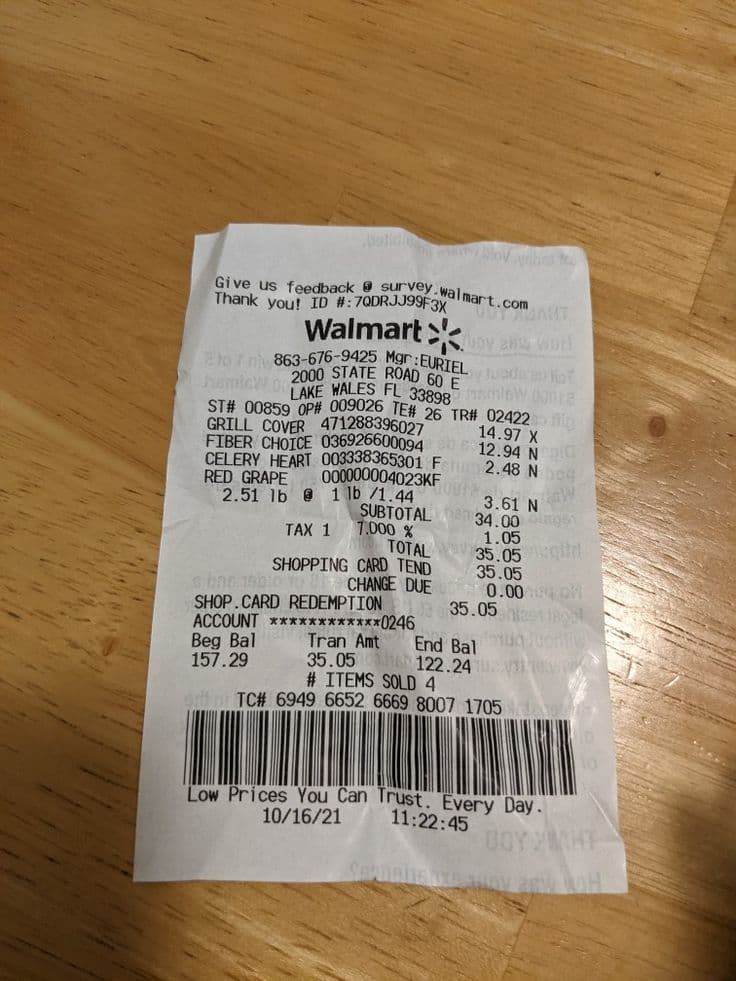 Give us feedback @ survey.walmart.com
Thank you! ID #:7QDRJJ99F3X
Walmart
863-676-9425 Mgr:EURIEL
2000 STATE ROAD 60 E
LAKE WALES FL 33898
ST# 00859 OP# 009026 TE# 26 TR# 02422
GRILL COVER 471288396027 14.97 X
FIBER CHOICE 036926600094 12.94 N
CELERY HEART 003338365301 F 2.48 N
RED GRAPE 000000004023KF
2.51 lb @ 1 lb /1.44 3.61 N
SUBTOTAL 34.00
TAX 1 7.000 % 1.05
TOTAL 35.05
SHOPPING CARD TEND 35.05
CHANGE DUE 0.00
SHOP.CARD REDEMPTION 35.05
ACCOUNT ************0246
Beg Bal Tran Amt End Bal
157.29 35.05 122.24
# ITEMS SOLD 4
TC# 6949 6652 6669 8007 1705
Low Prices You Can Trust. Every Day.
10/16/21 11:22:45